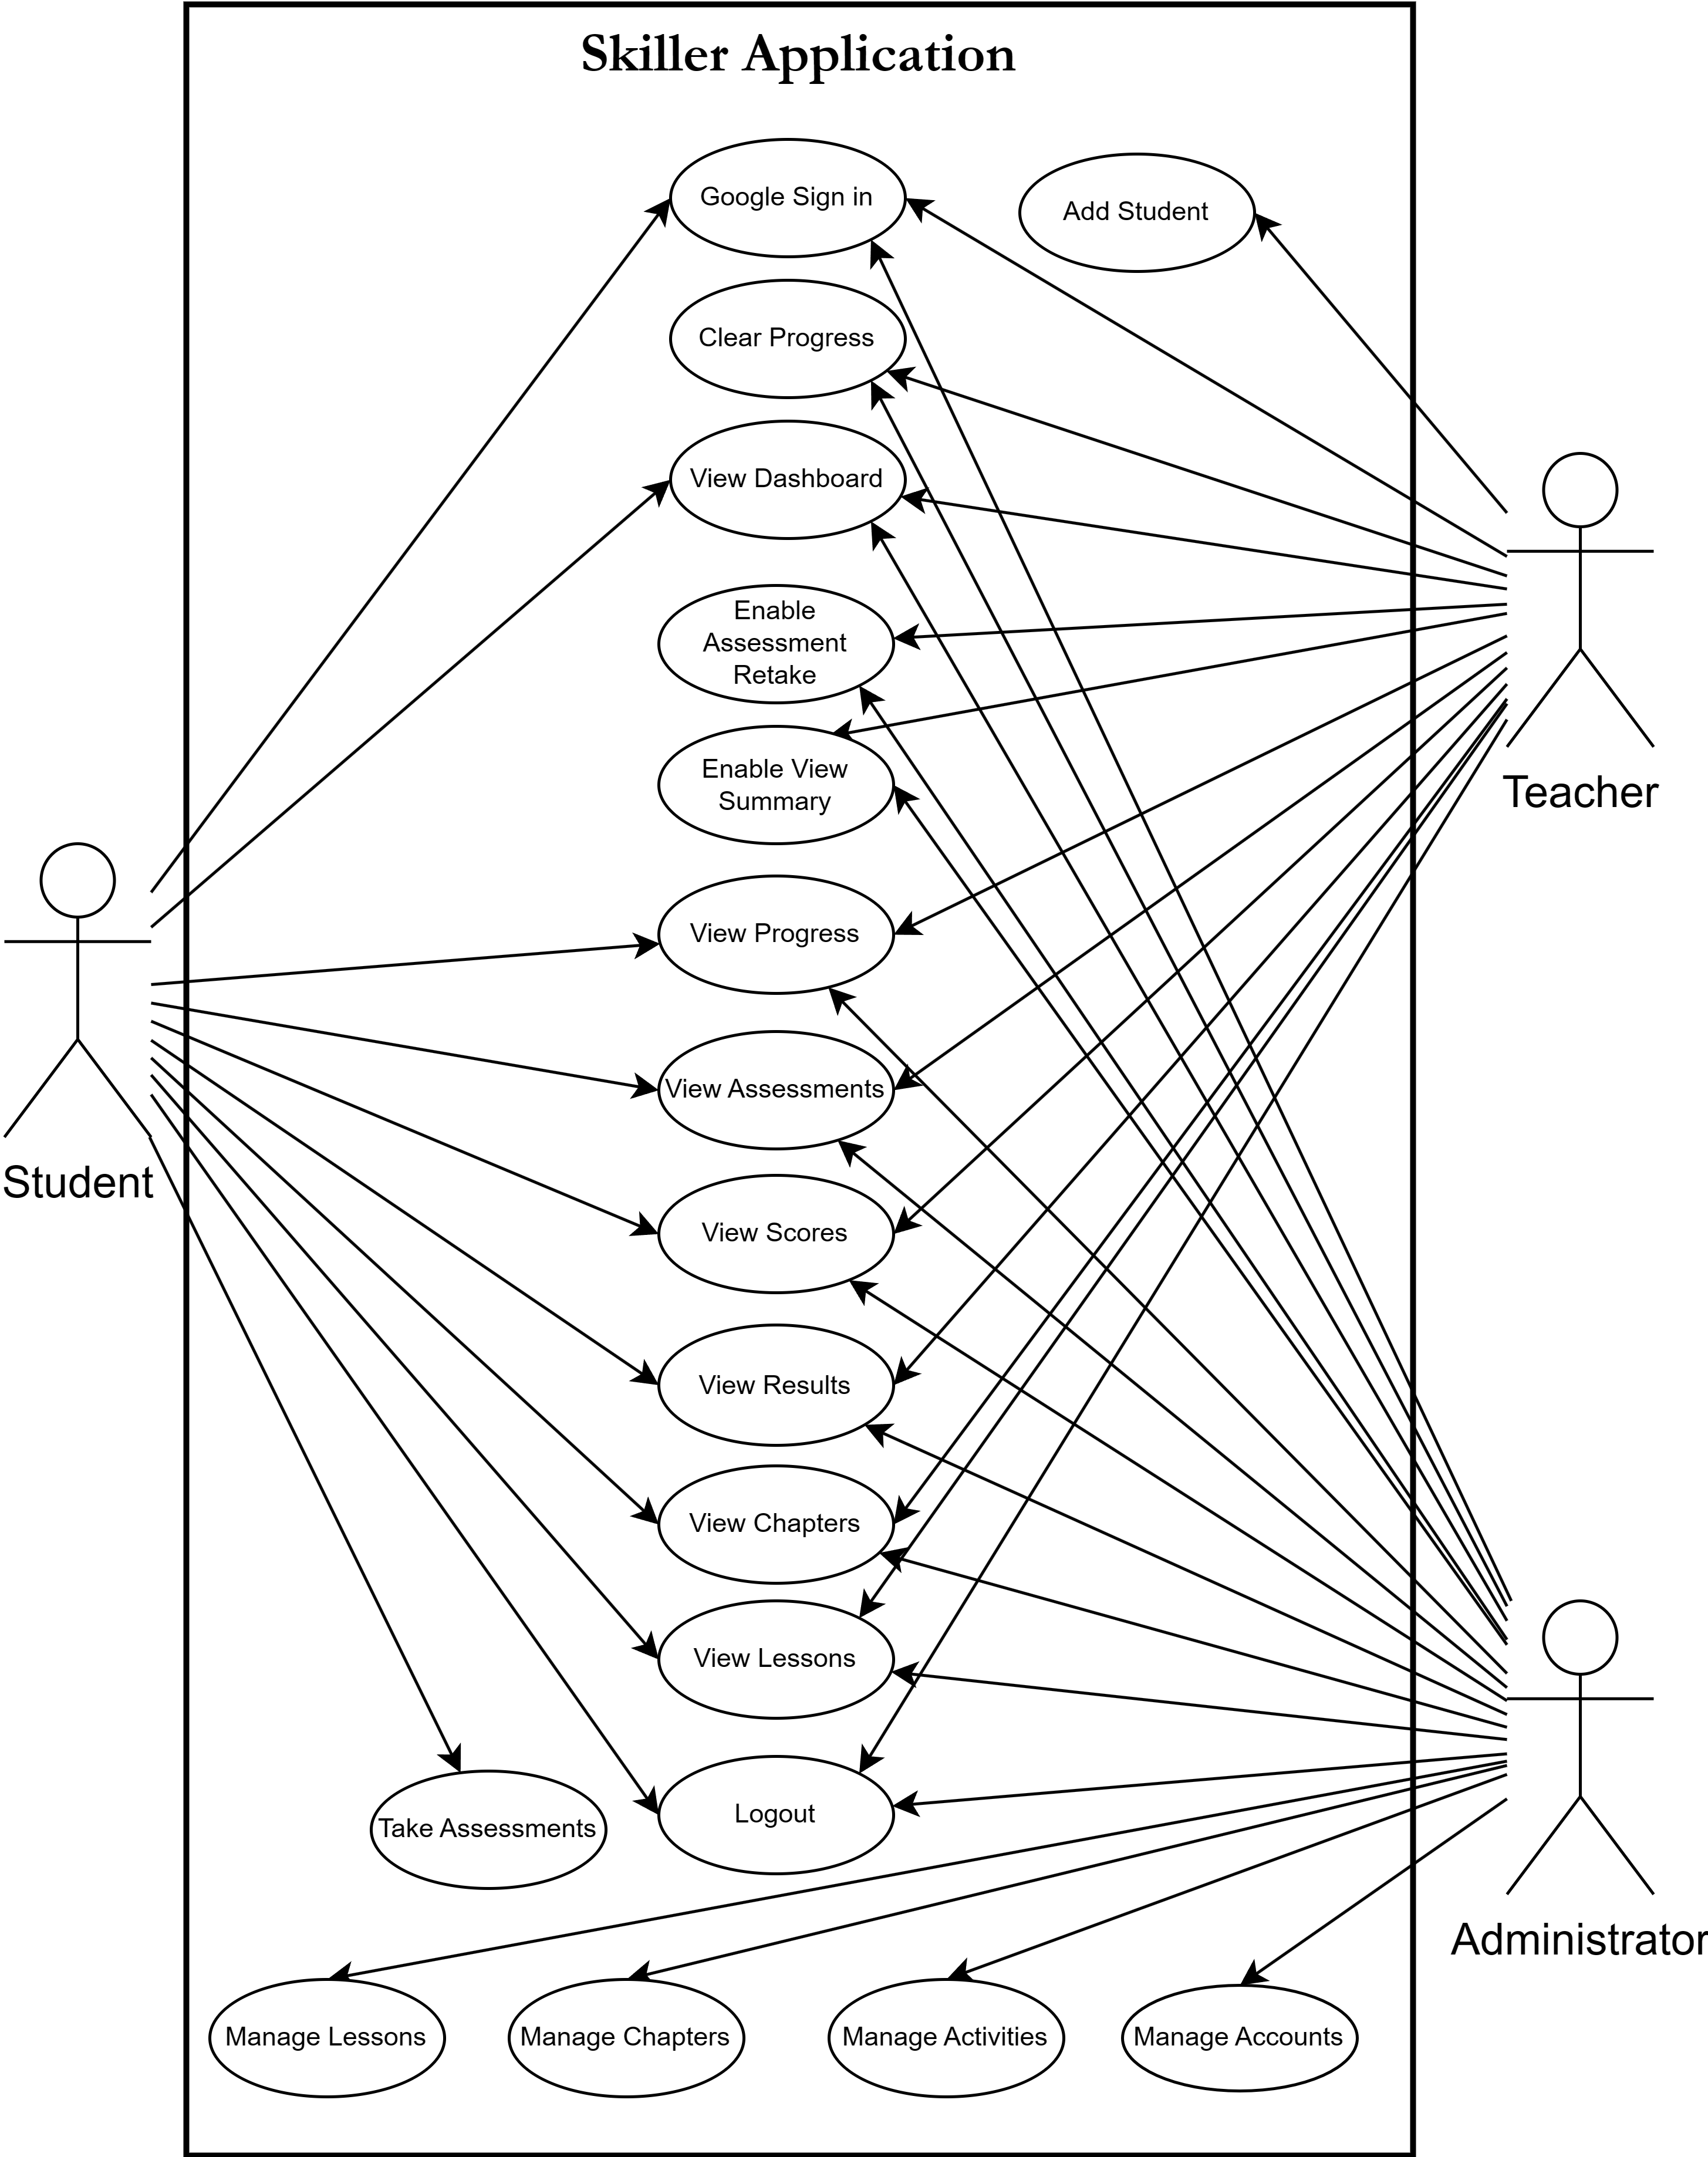 Skiller Application
Google Sign in
Add Student
Clear Progress
View Dashboard
Enable
Assessment
Retake
Enable View
Summary
Teacher
View Progress
View Assessments
Student
View Scores
View Results
View Chapters
View Lessons
Take Assessments
Logout
Administrator
Manage Lessons
Manage Chapters
Manage Activities
Manage Accounts